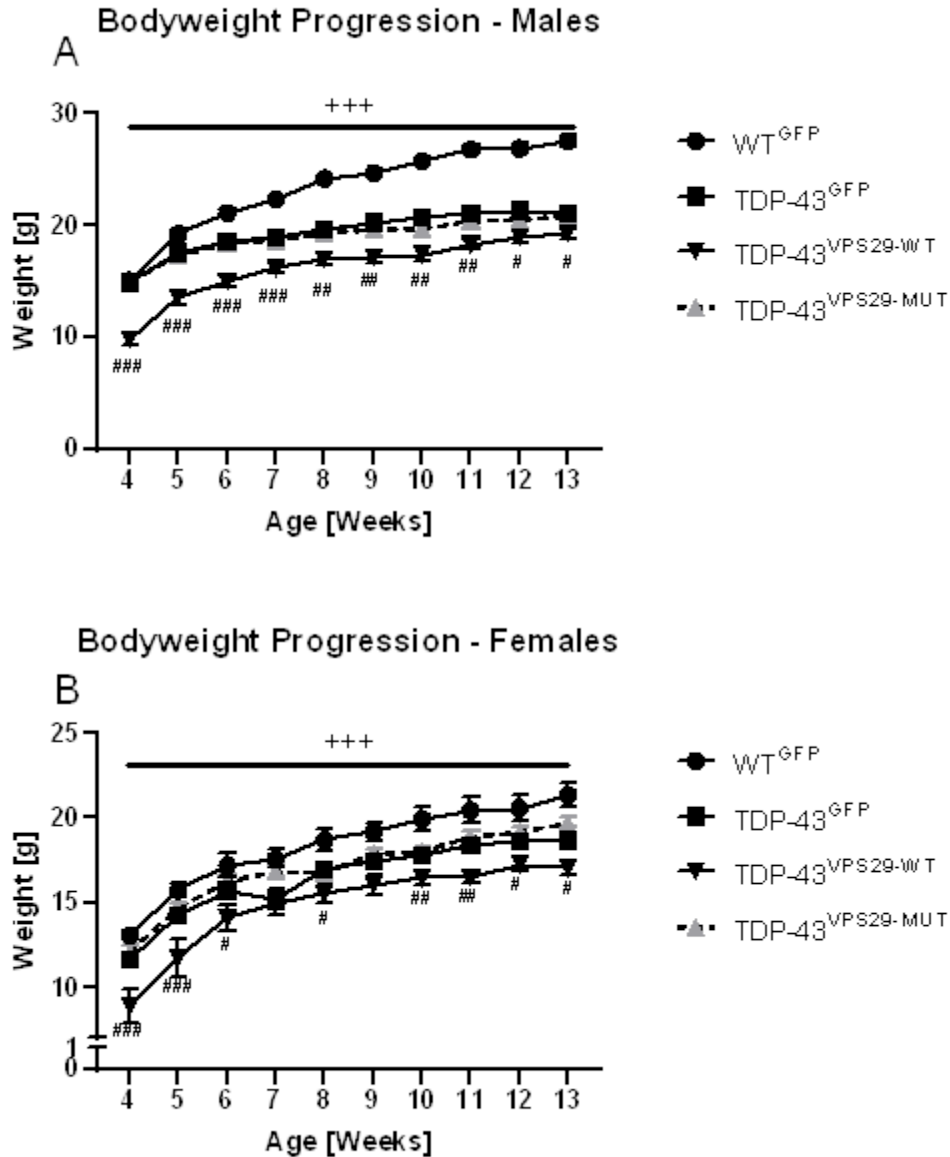 Bodyweight Progression - Males
A
+++
30
20
10
0
Weight [g]
### ### ### ### ## ## ## ## # #
4 5 6 7 8 9 10 11 12 13
Age [Weeks]
WT^GFP
TDP-43^GFP
TDP-43^VPS29-WT
TDP-43^VPS29-MUT
Bodyweight Progression - Females
B
+++
25
20
15
10
1
0
Weight [g]
### ### # # ## ## # #
4 5 6 7 8 9 10 11 12 13
Age [Weeks]
WT^GFP
TDP-43^GFP
TDP-43^VPS29-WT
TDP-43^VPS29-MUT